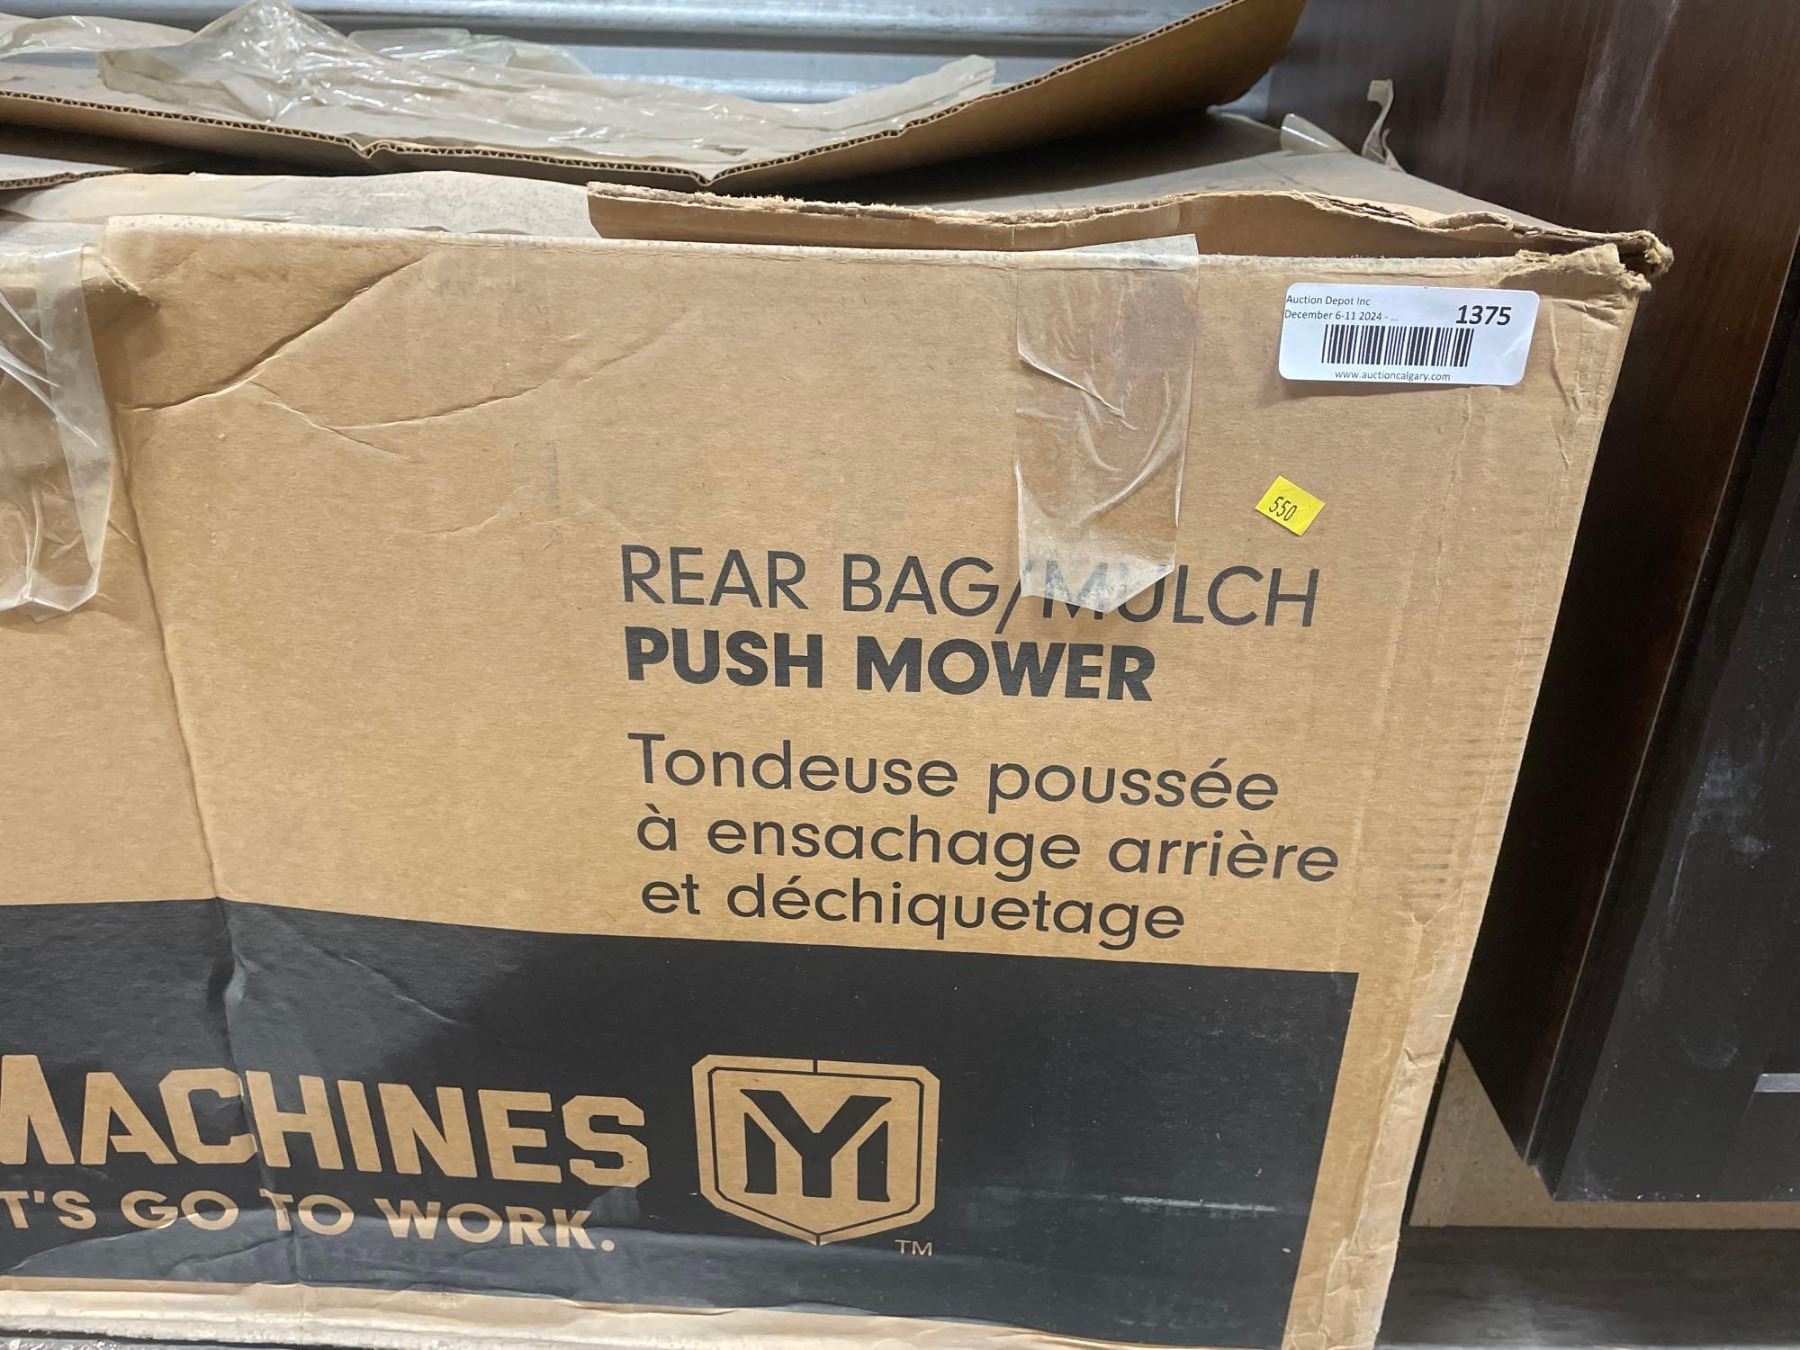 Auction Depot Inc
December 6-11 2024 - ...
1375
www.auctioncalgary.com
550
REAR BAG/MULCH
PUSH MOWER
Tondeuse poussée
à ensachage arrière
et déchiquetage
MACHINES
T'S GO TO WORK.
YM
TM